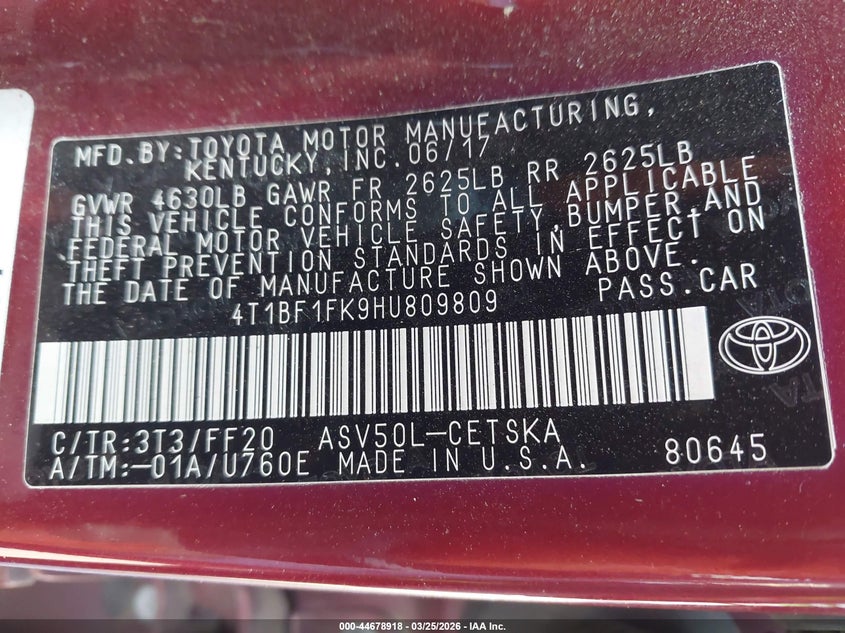 MFD. BY: TOYOTA MOTOR MANUFACTURING,
KENTUCKY, INC. 06/17
GVWR 4630LB GAWR FR 2625LB RR 2625LB
THIS VEHICLE CONFORMS TO ALL APPLICABLE
FEDERAL MOTOR VEHICLE SAFETY, BUMPER, AND
THEFT PREVENTION STANDARDS IN EFFECT ON
THE DATE OF MANUFACTURE SHOWN ABOVE.
4T1BF1FK9HU809809 PASS. CAR
C/TR:3T3/FF20 ASV50L-CETSKA
A/TM:-01A/U760E MADE IN U.S.A. 80645
000-44678918 - 03/25/2026 - IAA Inc.